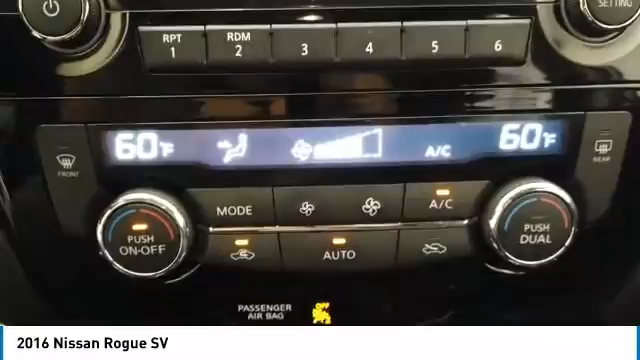 SETTING
RPT RDM
1 2 3 4 5 6
60°F A/C 60°F
FRONT REAR
MODE A/C
PUSH ON-OFF
PUSH DUAL
AUTO
PASSENGER AIR BAG OFF
2016 Nissan Rogue SV